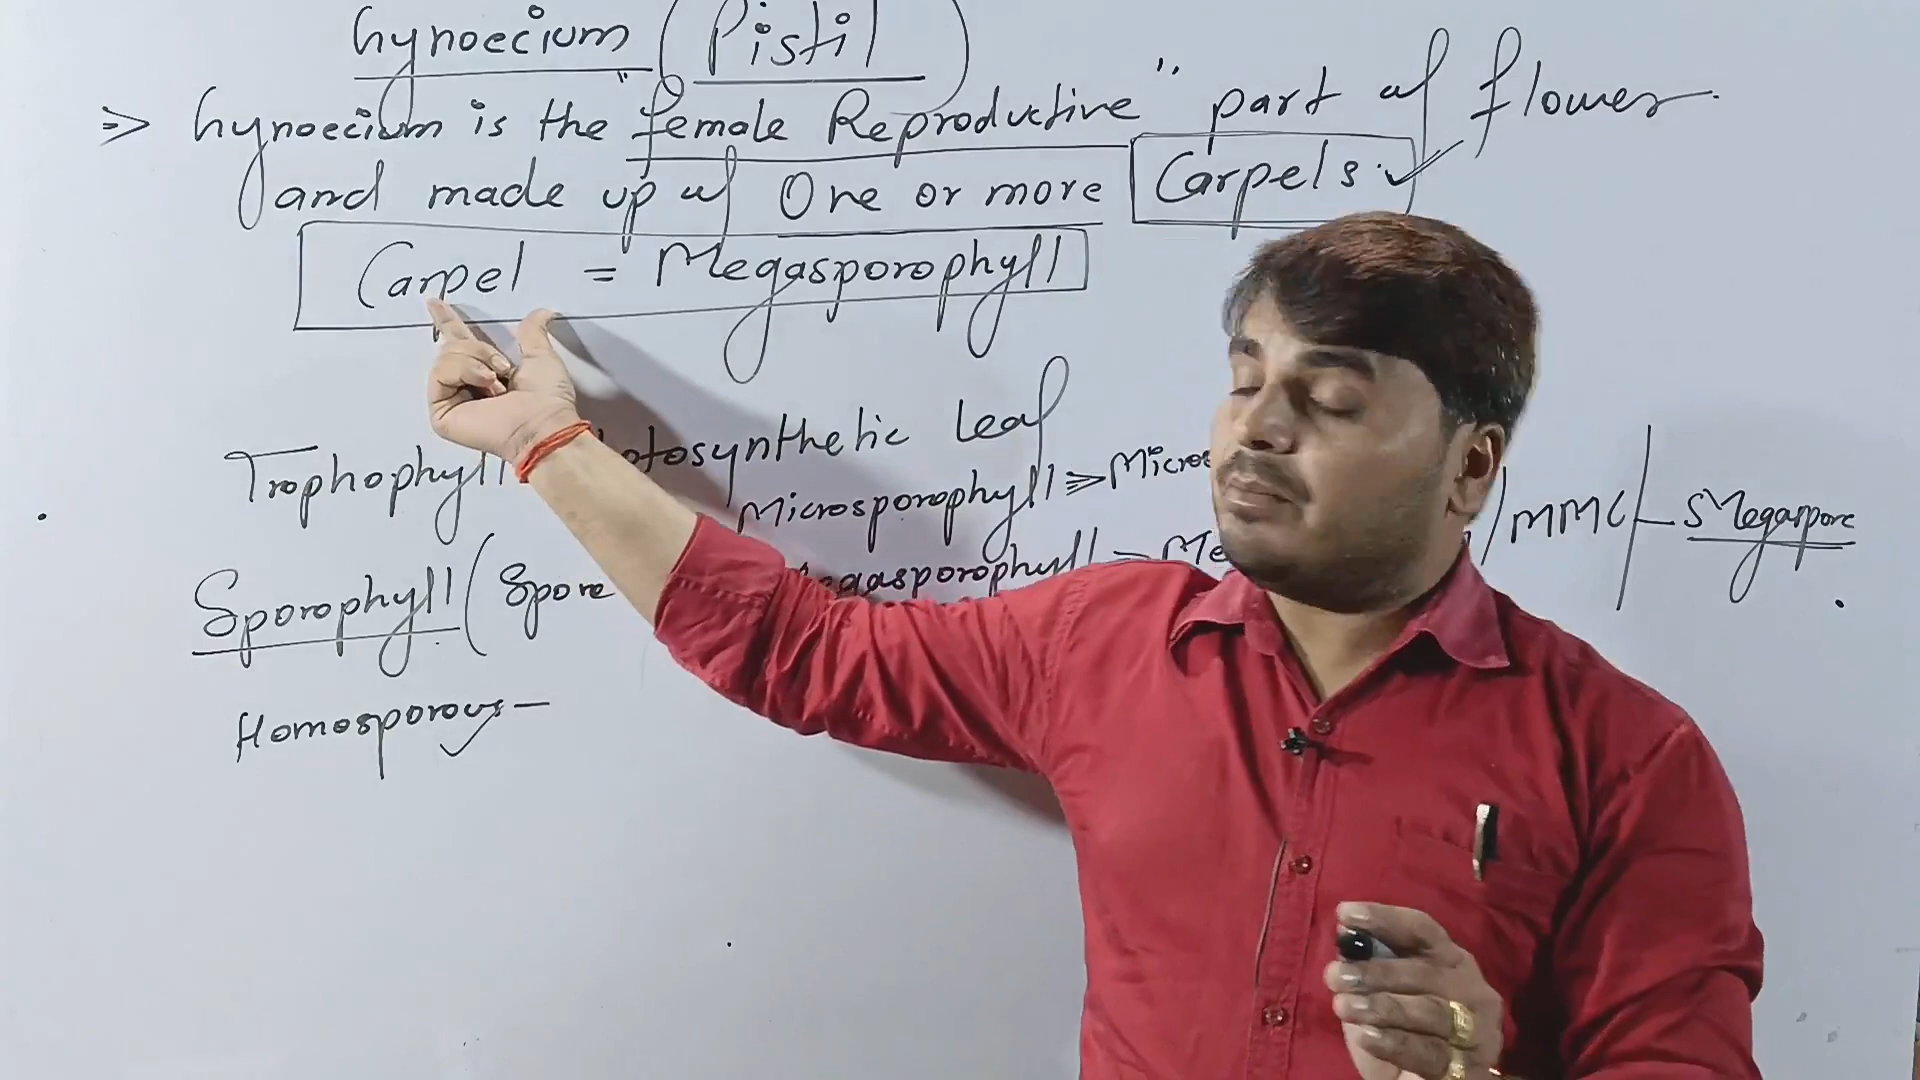 Gynoecium (Pistil)
⇒ Gynoecium is the "female Reproductive" part of flower.
and made up of One or more Carpels.
Carpel = Megasporophyll
Trophophyll Photosynthetic Leaf
Microsporophyll ⇒
Sporophyll (Spore Megasporophyll → / MMC Megaspore
Homosporous -